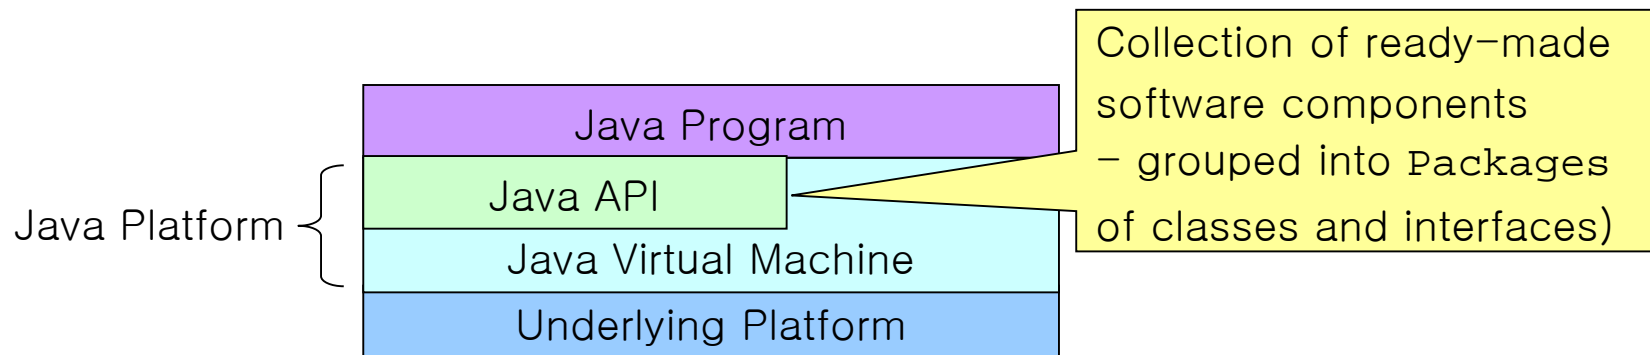 Java Program
Java API
Java Virtual Machine
Underlying Platform
Java Platform
Collection of ready-made
software components
- grouped into Packages
of classes and interfaces)